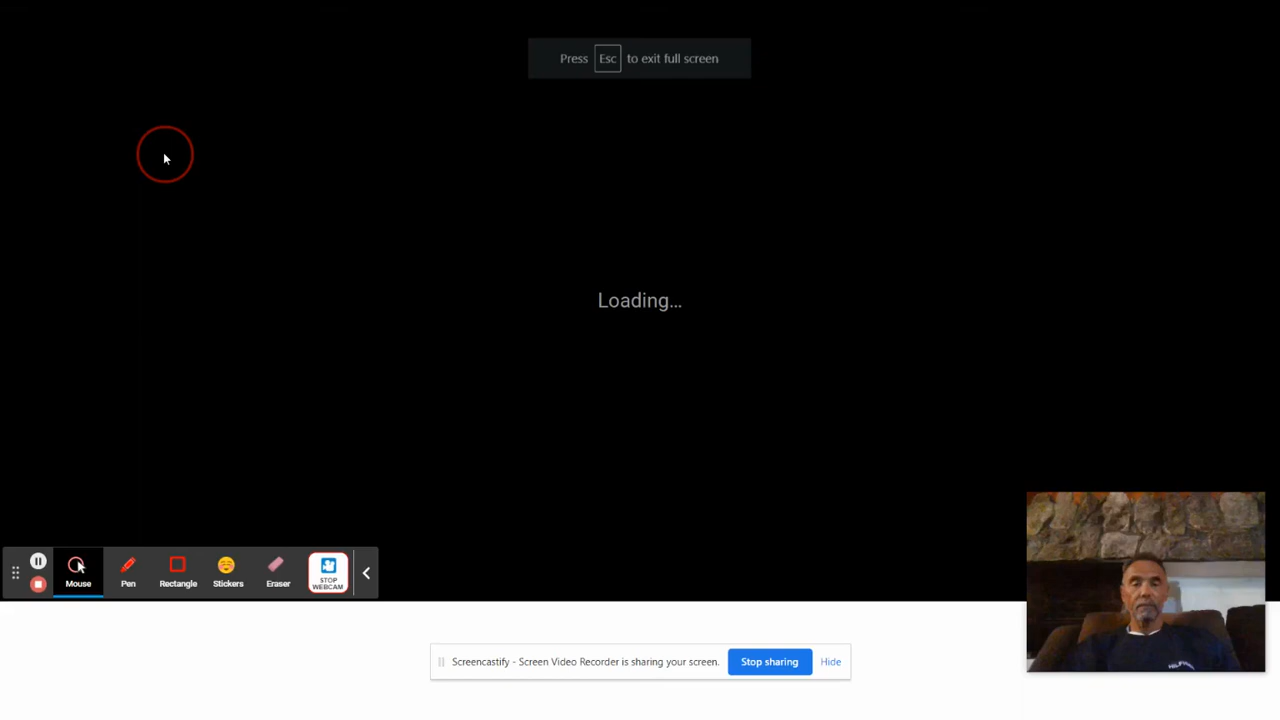 Press Esc to exit full screen
Loading...
Mouse
Pen
Rectangle
Stickers
Eraser
STOP
WEBCAM
Screencastify - Screen Video Recorder is sharing your screen.
Stop sharing
Hide